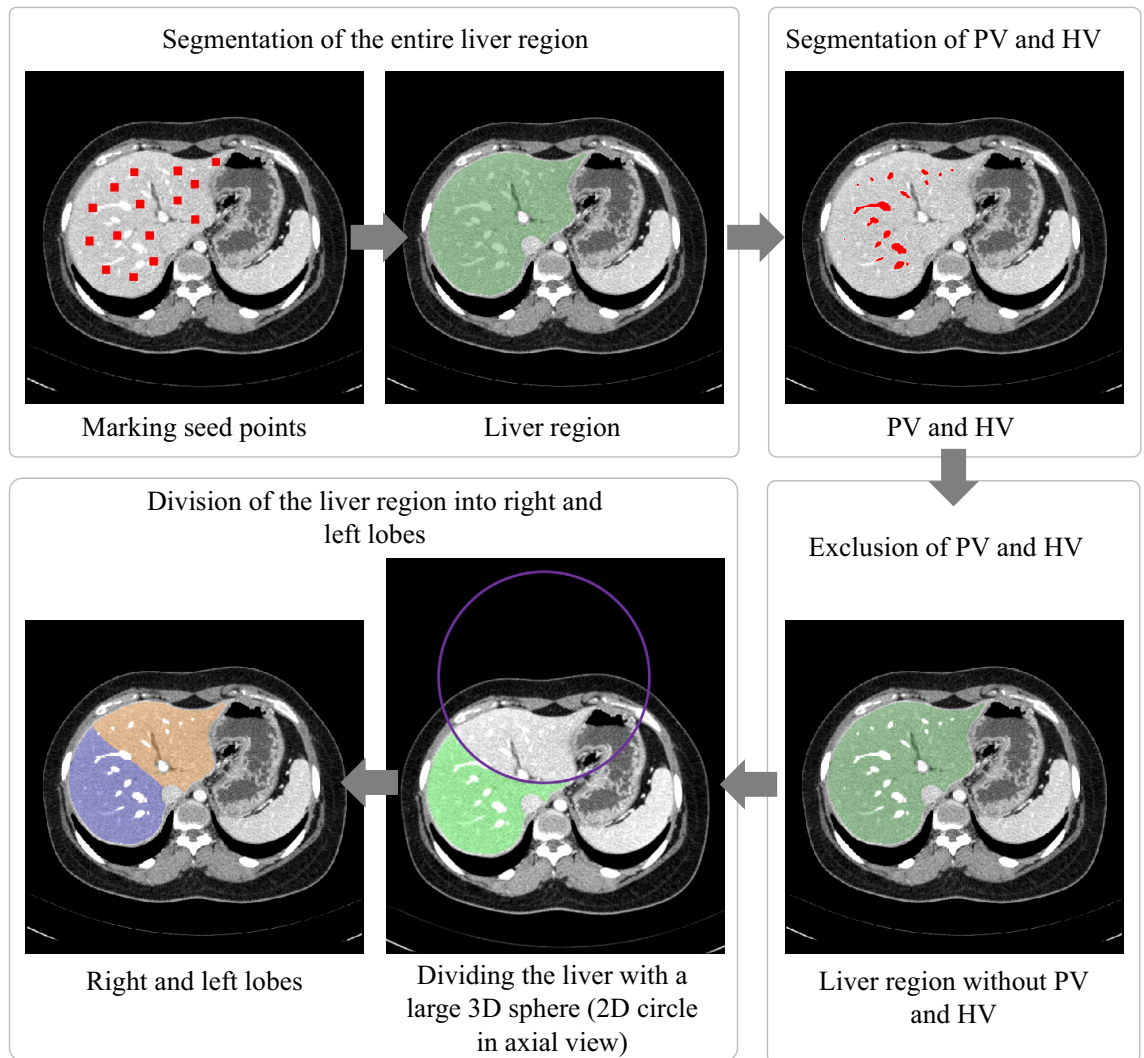 Segmentation of the entire liver region
Marking seed points
Liver region
Segmentation of PV and HV
PV and HV
Exclusion of PV and HV
Liver region without PV
and HV
Division of the liver region into right and
left lobes
Dividing the liver with a
large 3D sphere (2D circle
in axial view)
Right and left lobes